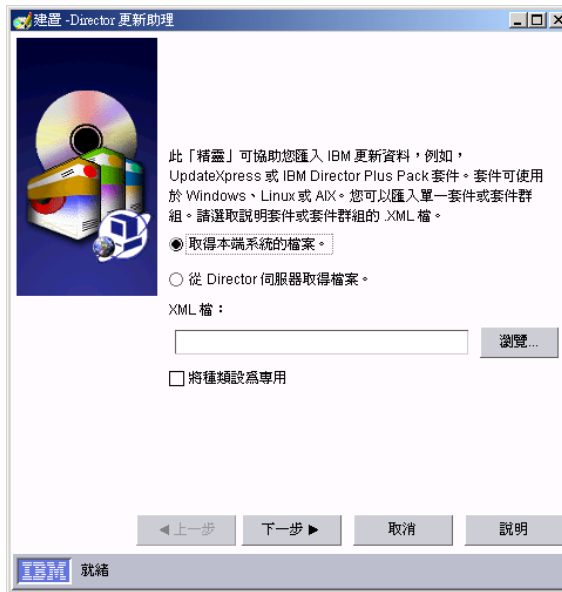 建置 -Director 更新助理
此「精靈」可協助您匯入 IBM 更新資料，例如，
UpdateXpress 或 IBM Director Plus Pack 套件。套件可使用
於 Windows、Linux 或 AIX。您可以匯入單一套件或套件群
組。請選取說明套件或套件群組的 .XML 檔。
取得本端系統的檔案。
從 Director 伺服器取得檔案。
XML 檔：
瀏覽...
將種類設為專用
上一步
下一步
取消
說明
IBM 就緒